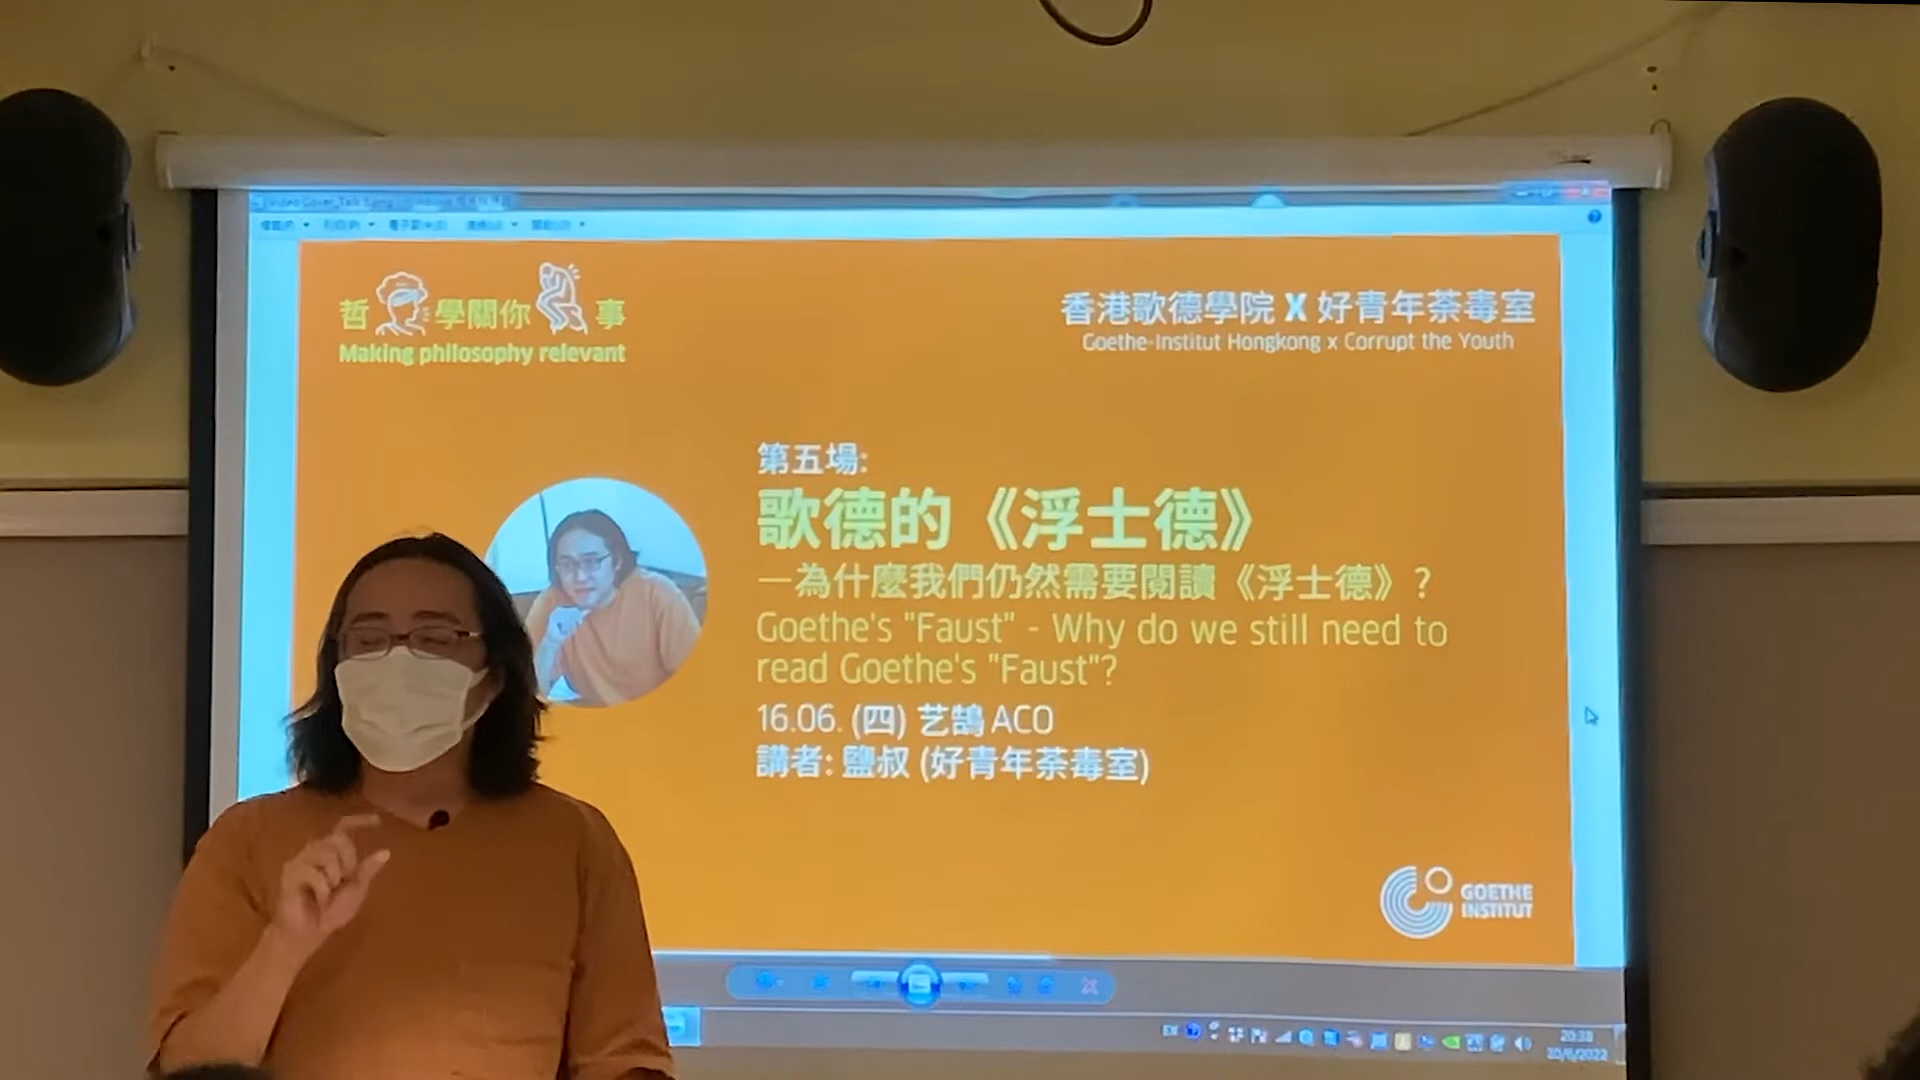 哲學關你事
Making philosophy relevant
香港歌德學院 X 好青年荼毒室
Goethe-Institut Hongkong x Corrupt the Youth
第五場:
歌德的《浮士德》
—為什麼我們仍然需要閱讀《浮士德》?
Goethe's "Faust" - Why do we still need to
read Goethe's "Faust"?
16.06. (四) 艺鵠 ACO
講者: 鹽叔 (好青年荼毒室)
GOETHE
INSTITUT
EN